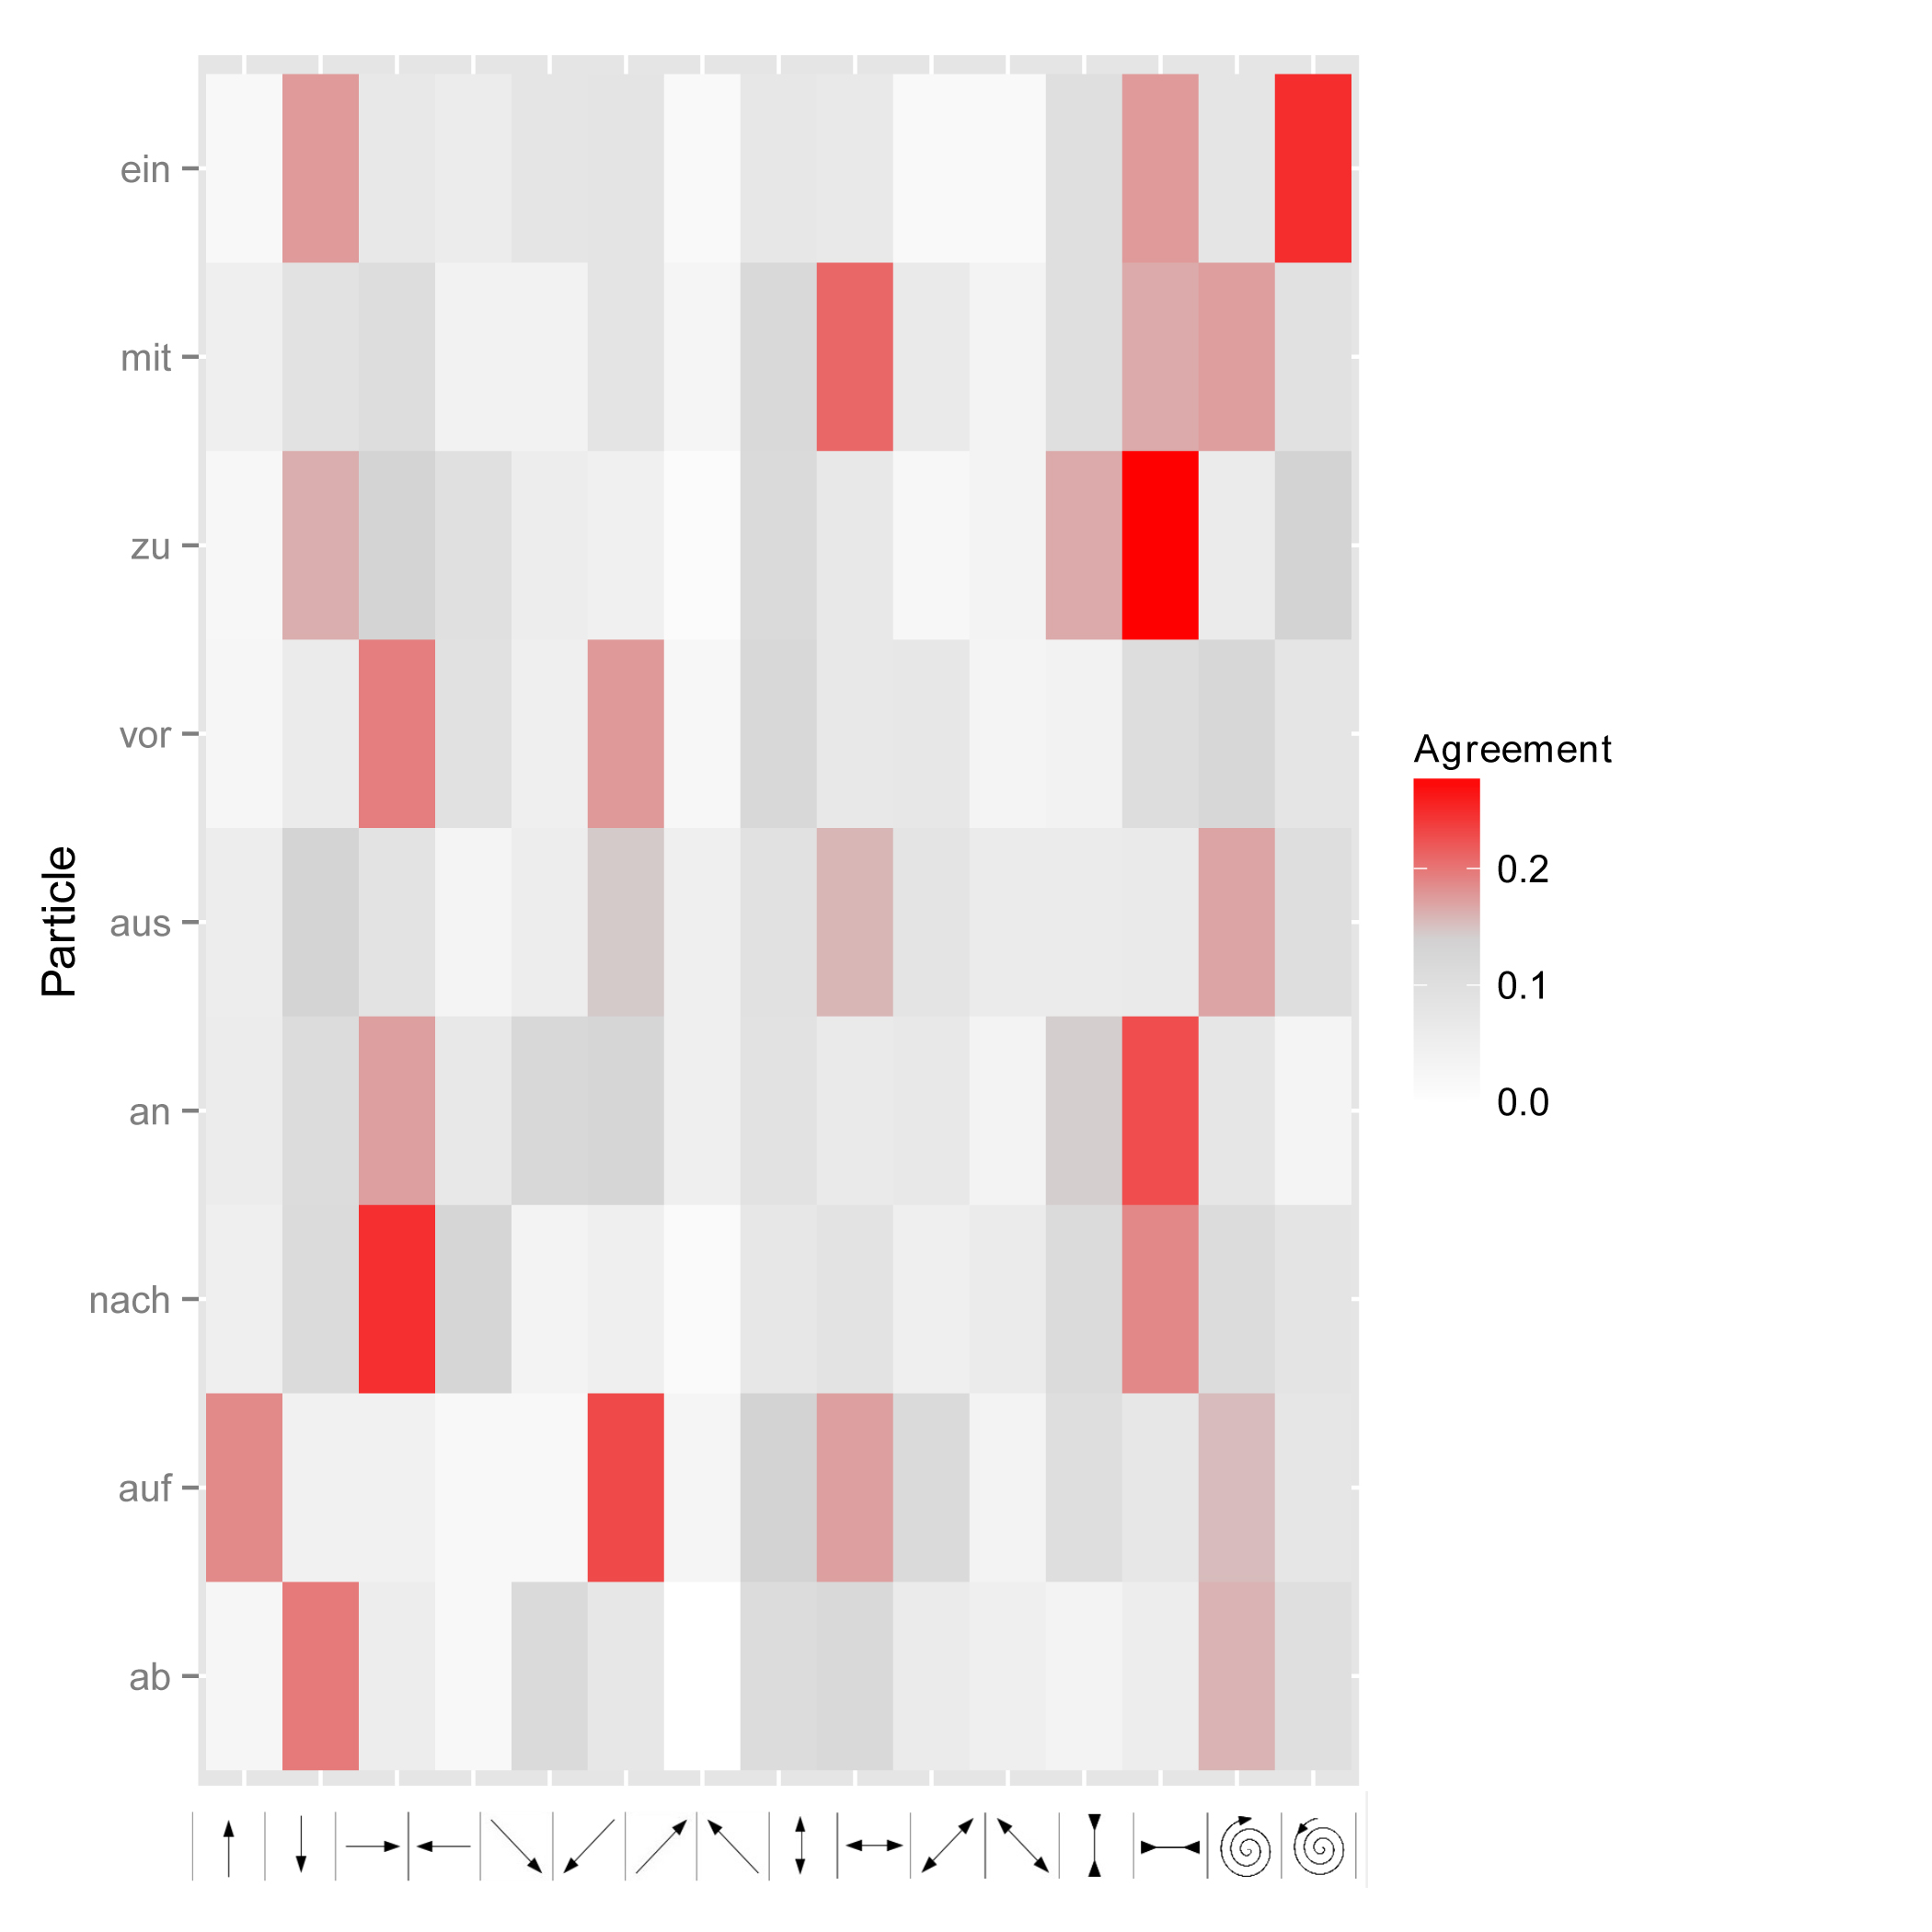 ein
mit
zu
vor
aus
an
nach
auf
ab
Particle
Agreement
0.2
0.1
0.0